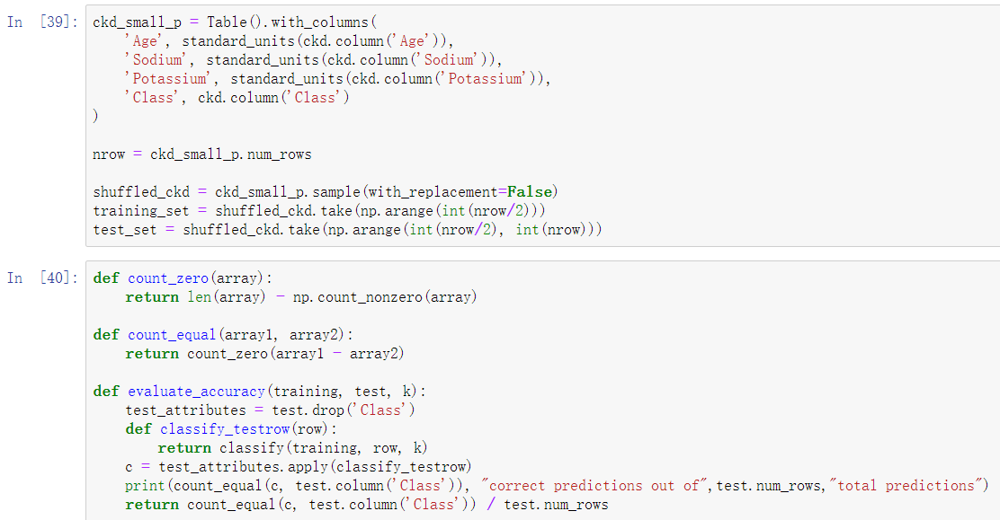 In [39]: ckd_small_p = Table().with_columns(
    'Age', standard_units(ckd.column('Age')),
    'Sodium', standard_units(ckd.column('Sodium')),
    'Potassium', standard_units(ckd.column('Potassium')),
    'Class', ckd.column('Class')
)

nrow = ckd_small_p.num_rows

shuffled_ckd = ckd_small_p.sample(with_replacement=False)
training_set = shuffled_ckd.take(np.arange(int(nrow/2)))
test_set = shuffled_ckd.take(np.arange(int(nrow/2), int(nrow)))

In [40]: def count_zero(array):
    return len(array) - np.count_nonzero(array)

def count_equal(array1, array2):
    return count_zero(array1 - array2)

def evaluate_accuracy(training, test, k):
    test_attributes = test.drop('Class')
    def classify_testrow(row):
        return classify(training, row, k)
    c = test_attributes.apply(classify_testrow)
    print(count_equal(c, test.column('Class')), "correct predictions out of",test.num_rows,"total predictions")
    return count_equal(c, test.column('Class')) / test.num_rows